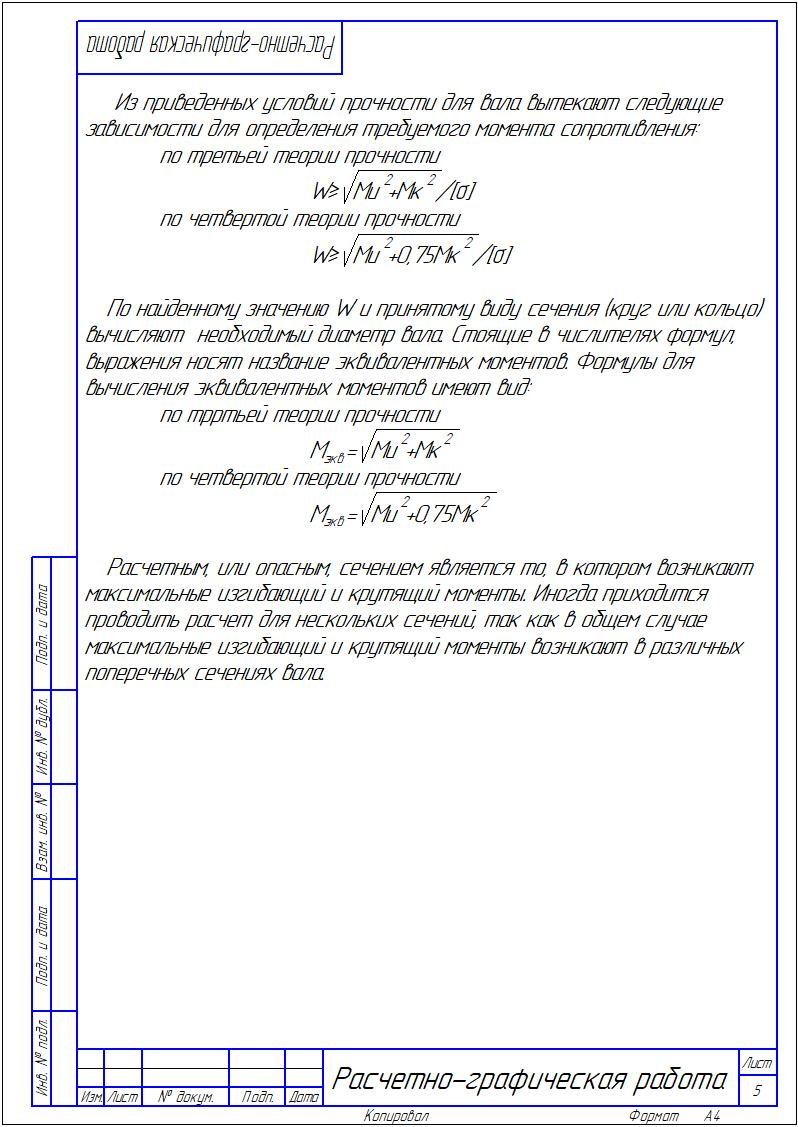 Расчетно-графическая работа
Из приведенных условий прочности для вала вытекают следующие
зависимости для определения требуемого момента сопротивления:
по третьей теории прочности
W≥√Mи²+Mк²/[σ]
по четвертой теории прочности
W≥√Mи²+0,75Mк²/[σ]
По найденному значению W и принятому виду сечения (круг или кольцо)
вычисляют необходимый диаметр вала. Стоящие в числителях формул,
выражения носят название эквивалентных моментов. Формулы для
вычисления эквивалентных моментов имеют вид:
по трртьей теории прочности
Mэкв=√Mи²+Mк²
по четвертой теории прочности
Mэкв=√Mи²+0,75Mк²
Расчетным, или опасным, сечением является то, в котором возникают
максимальные изгибающий и крутящий моменты. Иногда приходится
проводить расчет для нескольких сечений, так как в общем случае
максимальные изгибающий и крутящий моменты возникают в различных
поперечных сечениях вала.
Подп. и дата
Инв. № дубл.
Взам. инв. №
Подп. и дата
Инв. № подл.
Изм. Лист № докум. Подп. Дата
Расчетно-графическая работа
Лист
5
Копировал Формат А4